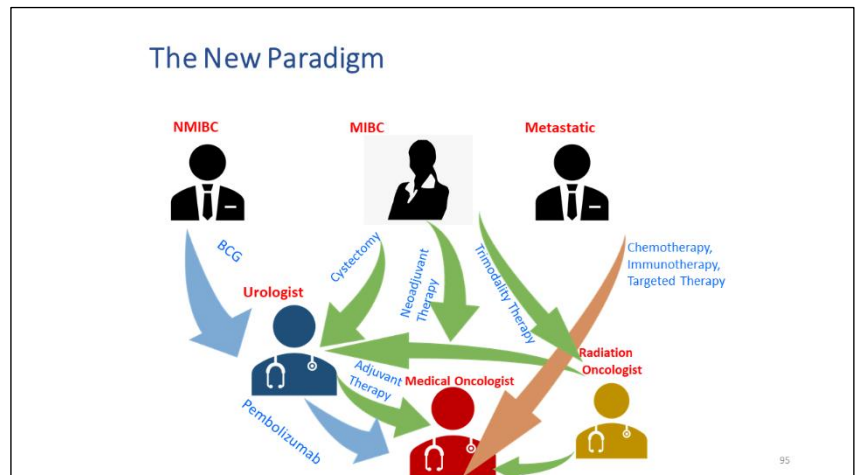 The New Paradigm
NMIBC
MIBC
Metastatic
BCG
Cystectomy
Neoadjuvant
Therapy
Trimodality Therapy
Chemotherapy,
Immunotherapy,
Targeted Therapy
Urologist
Radiation
Oncologist
Adjuvant
Therapy
Medical Oncologist
Pembolizumab
95